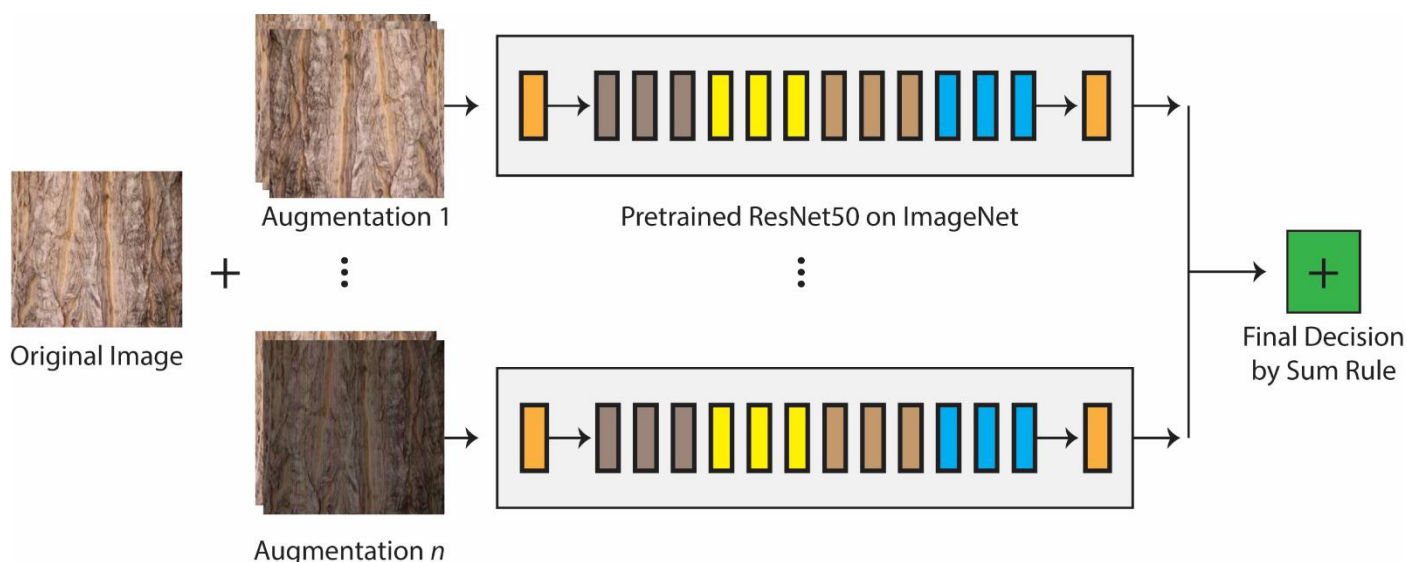 Augmentation 1
Pretrained ResNet50 on ImageNet
+
+
Original Image
Final Decision
by Sum Rule
Augmentation n